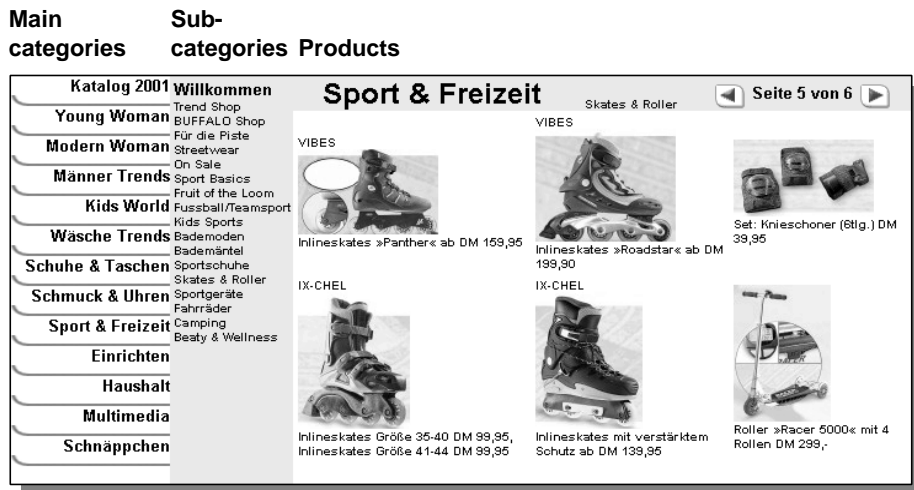 Main
categories
Sub-
categories
Products
Katalog 2001
Young Woman
Modern Woman
Männer Trends
Kids World
Wäsche Trends
Schuhe & Taschen
Schmuck & Uhren
Sport & Freizeit
Einrichten
Haushalt
Multimedia
Schnäppchen
Willkommen
Trend Shop
BUFFALO Shop
Für die Piste
Streetwear
On Sale
Sport Basics
Fruit of the Loom
Fussball/Teamsport
Kids Sports
Bademoden
Bademäntel
Sportschuhe
Skates & Roller
Sportgeräte
Fahrräder
Camping
Beaty & Wellness
Sport & Freizeit
Skates & Roller
Seite 5 von 6
VIBES
Inlineskates »Panther« ab DM 159,95
VIBES
Inlineskates »Roadstar« ab DM
199,90
Set: Knieschoner (6tlg.) DM
39,95
IX-CHEL
Inlineskates Größe 35-40 DM 99,95,
Inlineskates Größe 41-44 DM 99,95
IX-CHEL
Inlineskates mit verstärktem
Schutz ab DM 139,95
Roller »Racer 5000« mit 4
Rollen DM 299,-